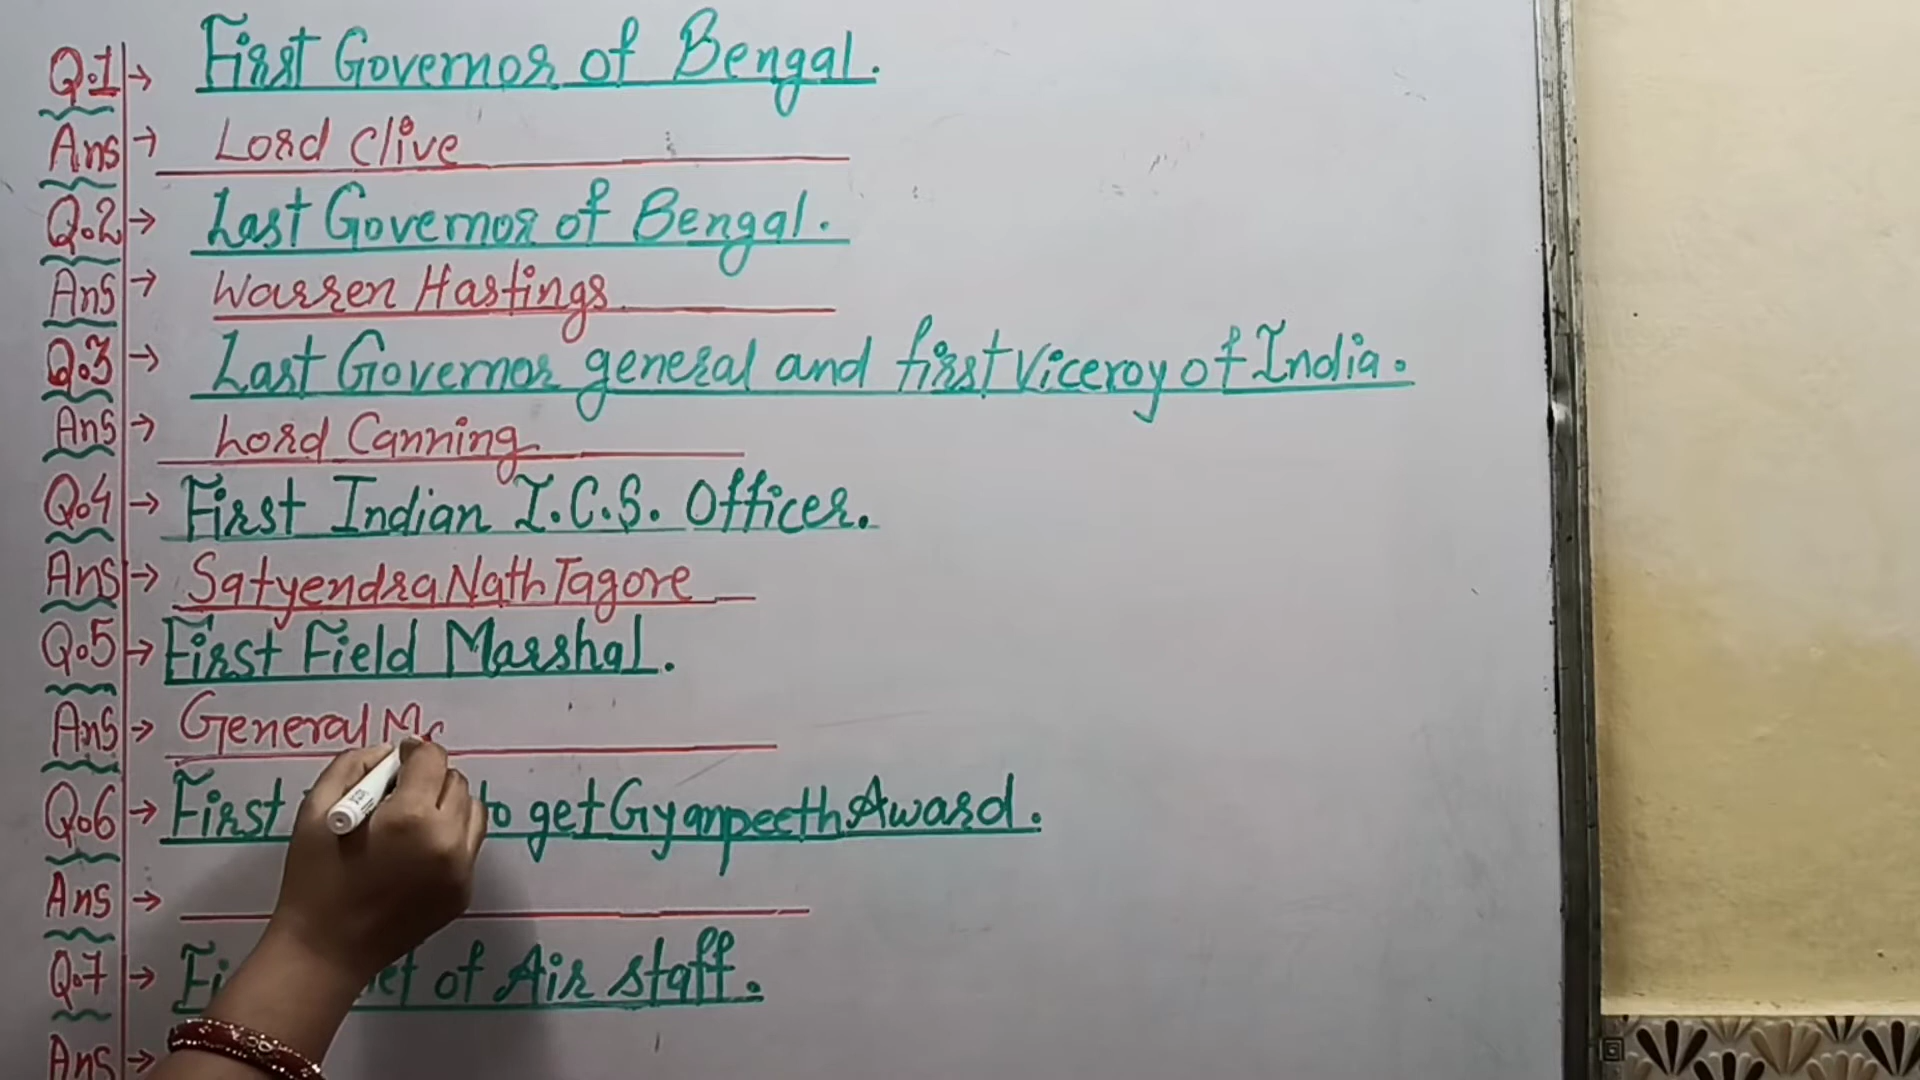 Q.1→ First Governor of Bengal.
Ans→ Lord Clive
Q.2→ Last Governor of Bengal.
Ans→ Warren Hastings
Q.3→ Last Governor general and first Viceroy of India.
Ans→ Lord Canning
Q.4→ First Indian I.C.S. Officer.
Ans→ Satyendra Nath Tagore
Q.5→ First Field Marshal.
Ans→ General
Q.6→ First to get Gyanpeeth Award.
Ans→
Q.7→ of Air staff.
Ans→